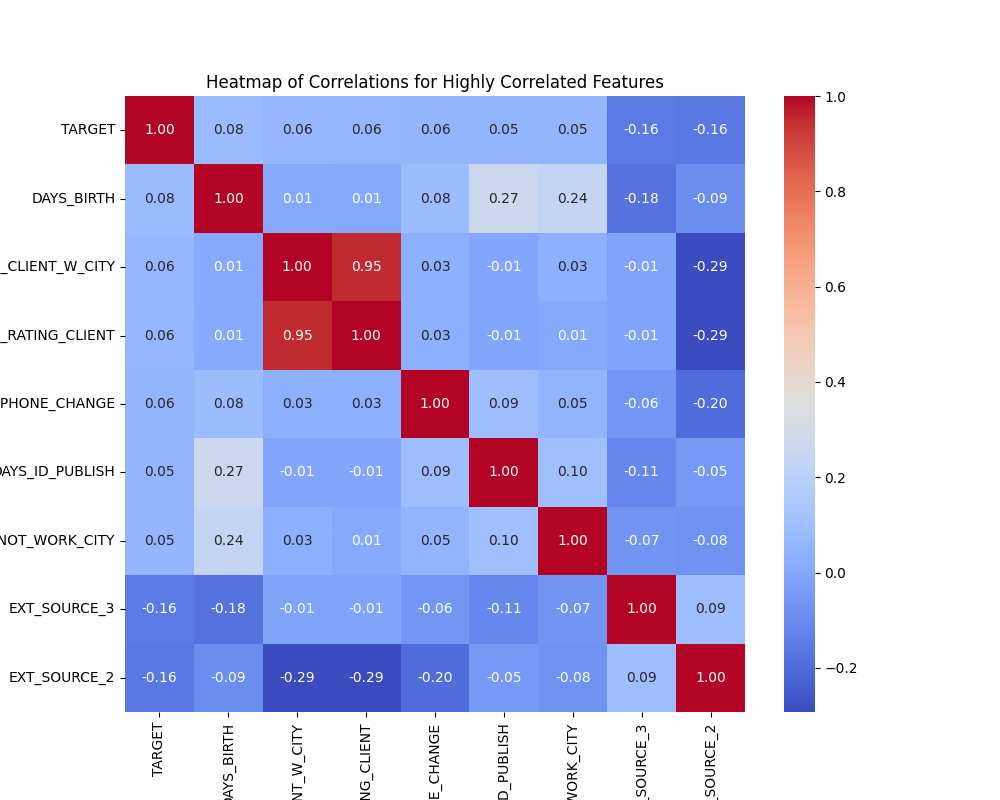 Heatmap of Correlations for Highly Correlated Features
TARGET 1.00 0.08 0.06 0.06 0.06 0.05 0.05 -0.16 -0.16
DAYS_BIRTH 0.08 1.00 0.01 0.01 0.08 0.27 0.24 -0.18 -0.09
_CLIENT_W_CITY 0.06 0.01 1.00 0.95 0.03 -0.01 0.03 -0.01 -0.29
_RATING_CLIENT 0.06 0.01 0.95 1.00 0.03 -0.01 0.01 -0.01 -0.29
PHONE_CHANGE 0.06 0.08 0.03 0.03 1.00 0.09 0.05 -0.06 -0.20
AYS_ID_PUBLISH 0.05 0.27 -0.01 -0.01 0.09 1.00 0.10 -0.11 -0.05
NOT_WORK_CITY 0.05 0.24 0.03 0.01 0.05 0.10 1.00 -0.07 -0.08
EXT_SOURCE_3 -0.16 -0.18 -0.01 -0.01 -0.06 -0.11 -0.07 1.00 0.09
EXT_SOURCE_2 -0.16 -0.09 -0.29 -0.29 -0.20 -0.05 -0.08 0.09 1.00
TARGET
AYS_BIRTH
NT_W_CITY
NG_CLIENT
E_CHANGE
D_PUBLISH
WORK_CITY
_SOURCE_3
_SOURCE_2
1.0
0.8
0.6
0.4
0.2
0.0
−0.2